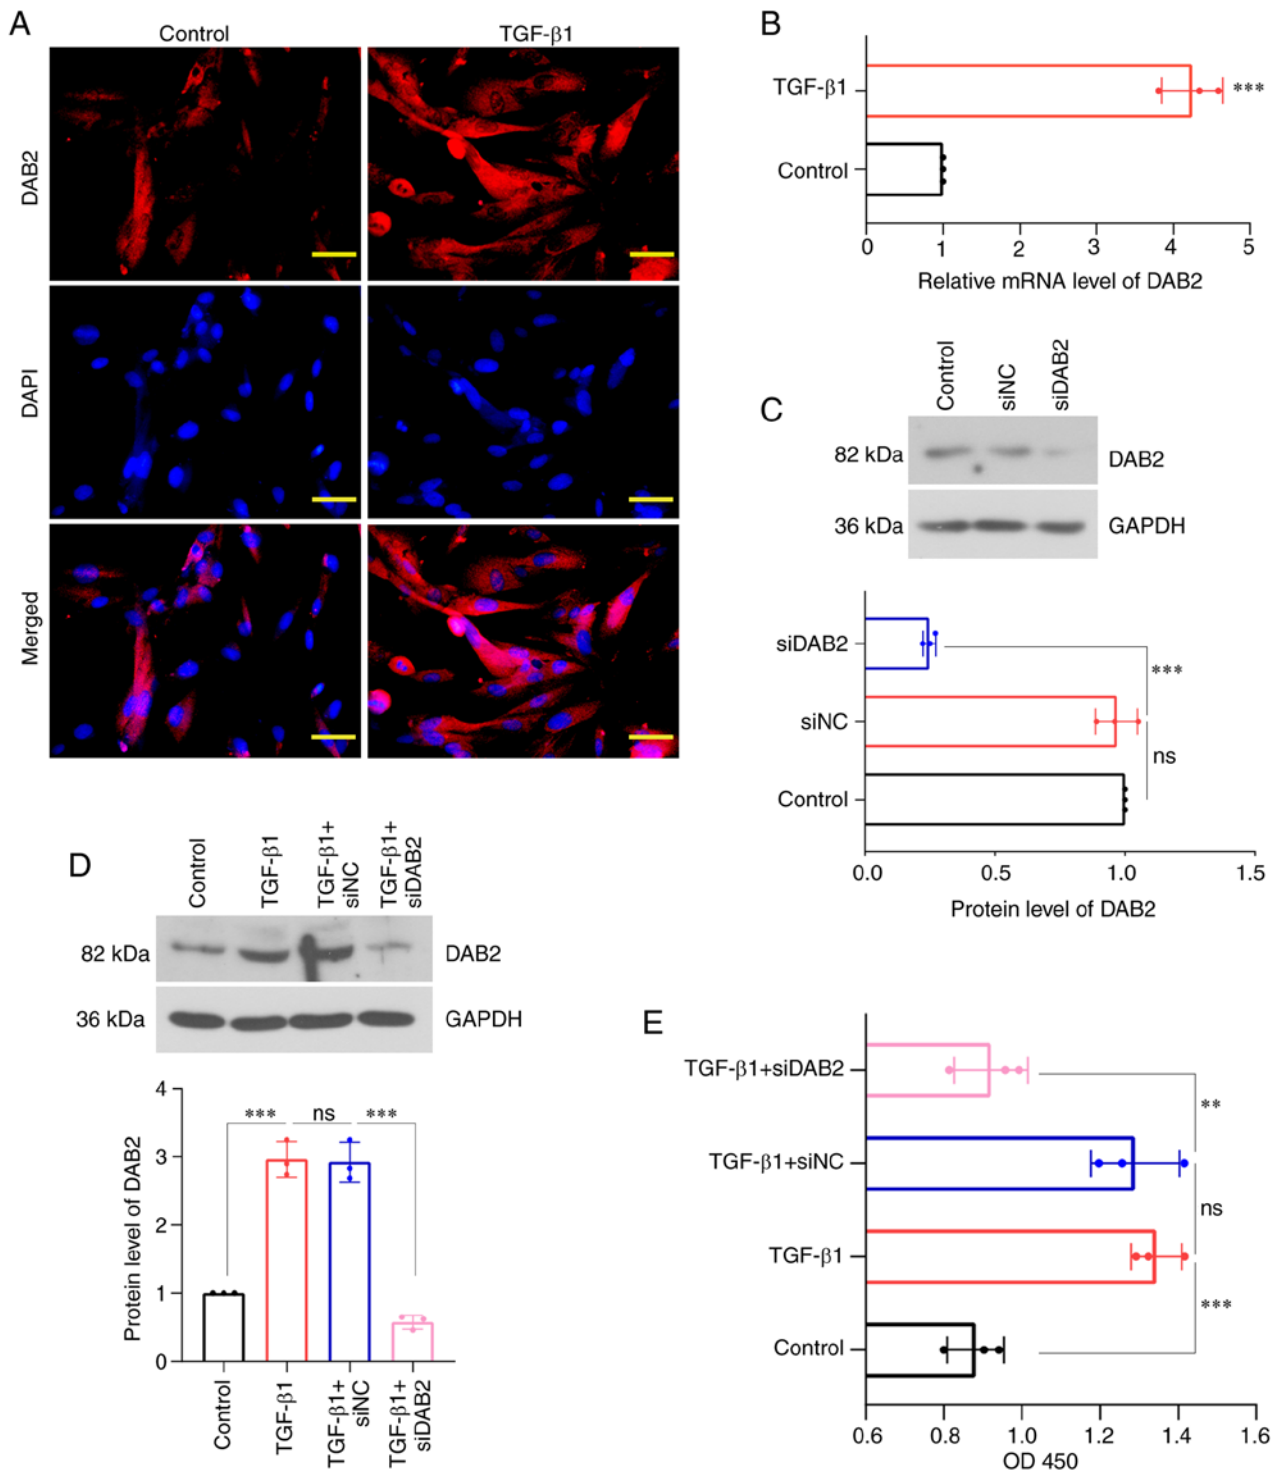 A
Control
TGF-β1
DAB2
DAPI
Merged
B
TGF-β1
***
Control
0 1 2 3 4 5
Relative mRNA level of DAB2
C
Control
siNC
siDAB2
82 kDa
DAB2
36 kDa
GAPDH
siDAB2
***
siNC
ns
Control
0.0 0.5 1.0 1.5
Protein level of DAB2
D
Control
TGF-β1
TGF-β1+
siNC
TGF-β1+
siDAB2
82 kDa
DAB2
36 kDa
GAPDH
Protein level of DAB2
4
3
2
1
0
*** ns ***
Control
TGF-β1
TGF-β1+
siNC
TGF-β1+
siDAB2
E
TGF-β1+siDAB2
**
TGF-β1+siNC
ns
TGF-β1
***
Control
0.6 0.8 1.0 1.2 1.4 1.6
OD 450